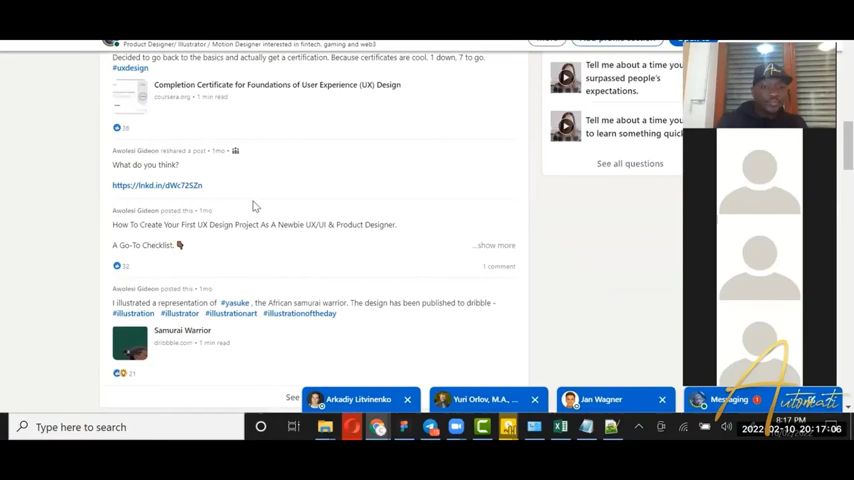 Product Designer/ Illustrator / Motion Designer interested in fintech, gaming and web3
Decided to go back to the basics and actually get a certification. Because certificates are cool. 1 down, 7 to go.
#uxdesign
Completion Certificate for Foundations of User Experience (UX) Design
coursera.org • 1 min read
38
Awolesi Gideon reshared a post • 1mo •
What do you think?
https://lnkd.in/dWc72SZn
Awolesi Gideon posted this • 1mo
How To Create Your First UX Design Project As A Newbie UX/UI & Product Designer.
A Go-To Checklist.
...show more
32
1 comment
Awolesi Gideon posted this • 1mo
I illustrated a representation of #yasuke , the African samurai warrior. The design has been published to dribble -
#illustration #illustrator #illustrationart #illustrationoftheday
Samurai Warrior
dribbble.com • 1 min read
21
See
Tell me about a time you
surpassed people's
expectations.
Tell me about a time you
to learn something quick
See all questions
Arkadiy Litvinenko
Yuri Orlov, M.A., ...
Jan Wagner
Messaging
Type here to search
8:17 PM
2022-02-10 20:17:06